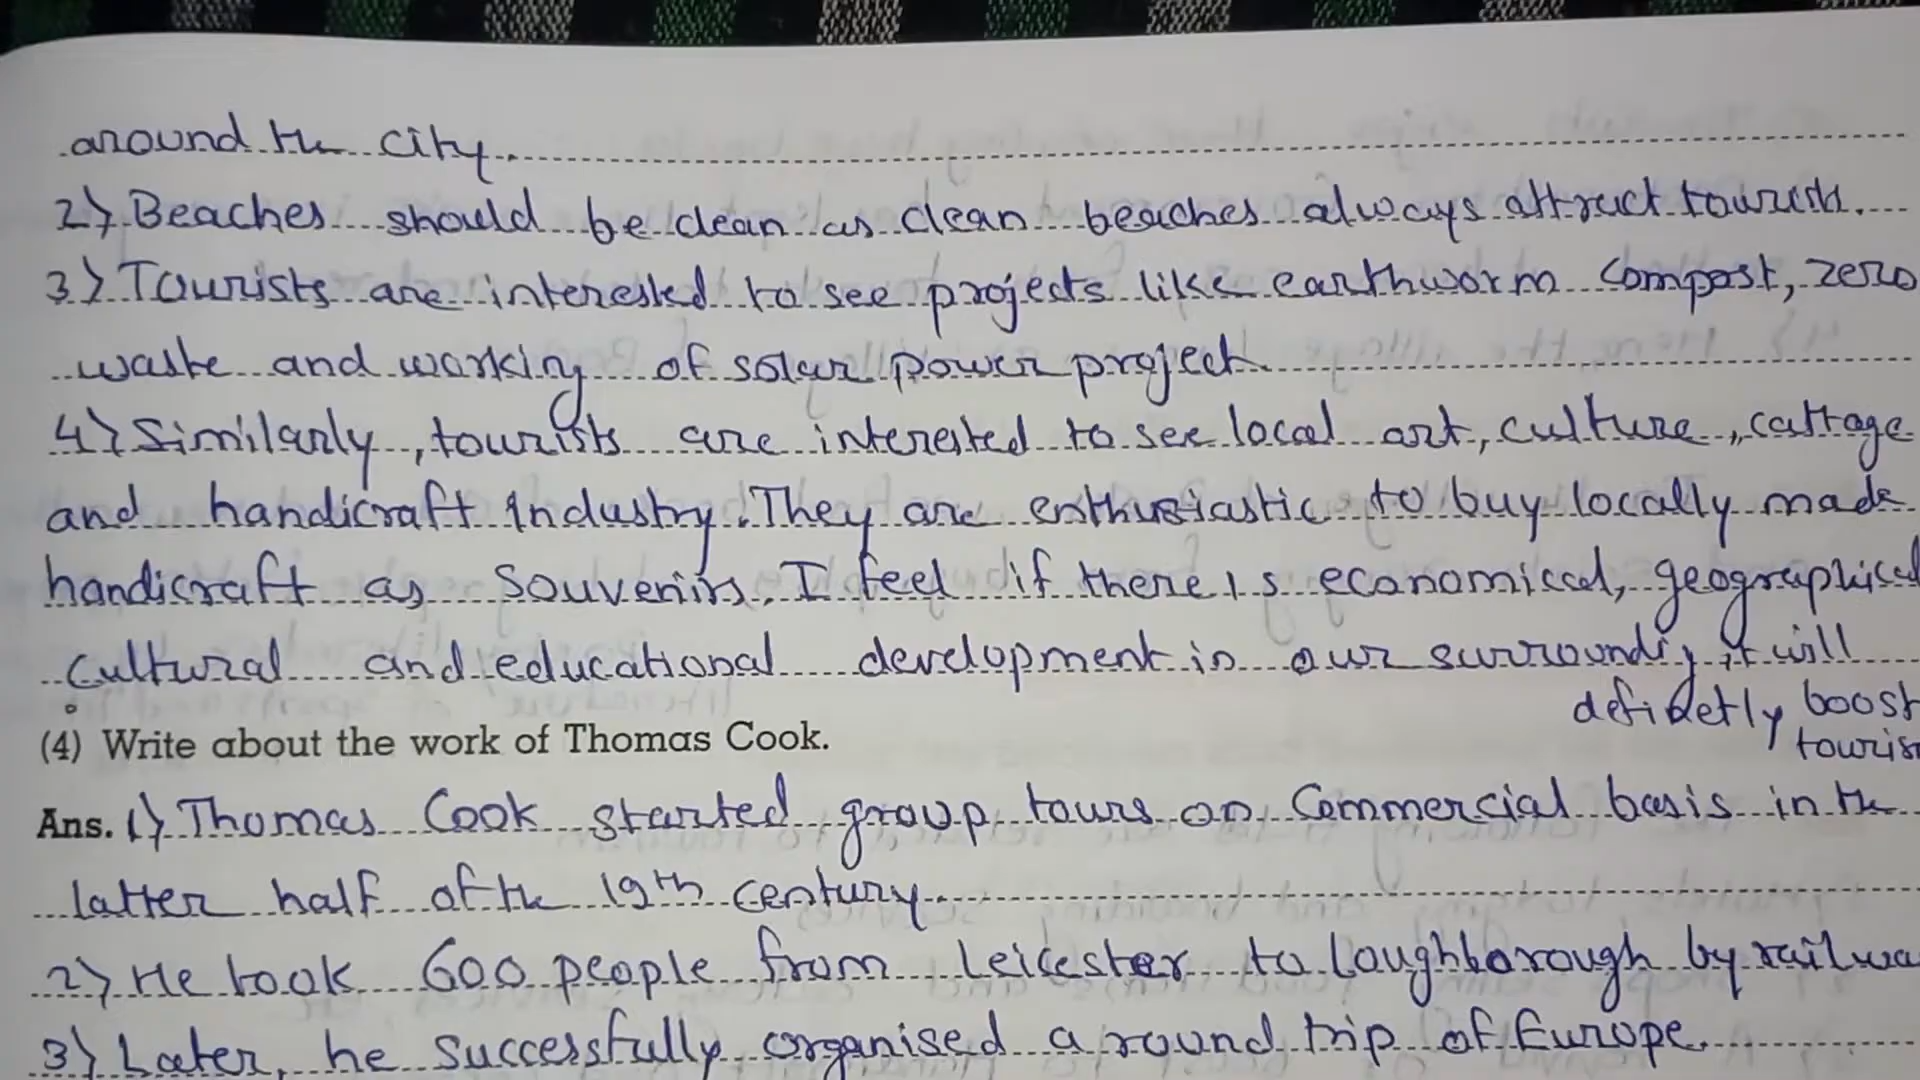 around the city.
2) Beaches should be clean as clean beaches always attract tourists.
3) Tourists are interested to see projects like earthworm compost, zero
waste and working of solar power project.
4) Similarly, tourists are interested to see local art, culture, cottage
and handicraft industry. They are enthusiastic to buy locally made
handicraft as souvenirs. I feel if there is economical, geographical
cultural and educational development in our surroundig it will
definetly boost
touris
(4) Write about the work of Thomas Cook.
Ans. 1) Thomas Cook started group tours on Commercial basis in the
latter half of the 19th century.
2) He took 600 people from Leicester to Loughborough by railwa
3) Later, he successfully organised a round trip of Europe.